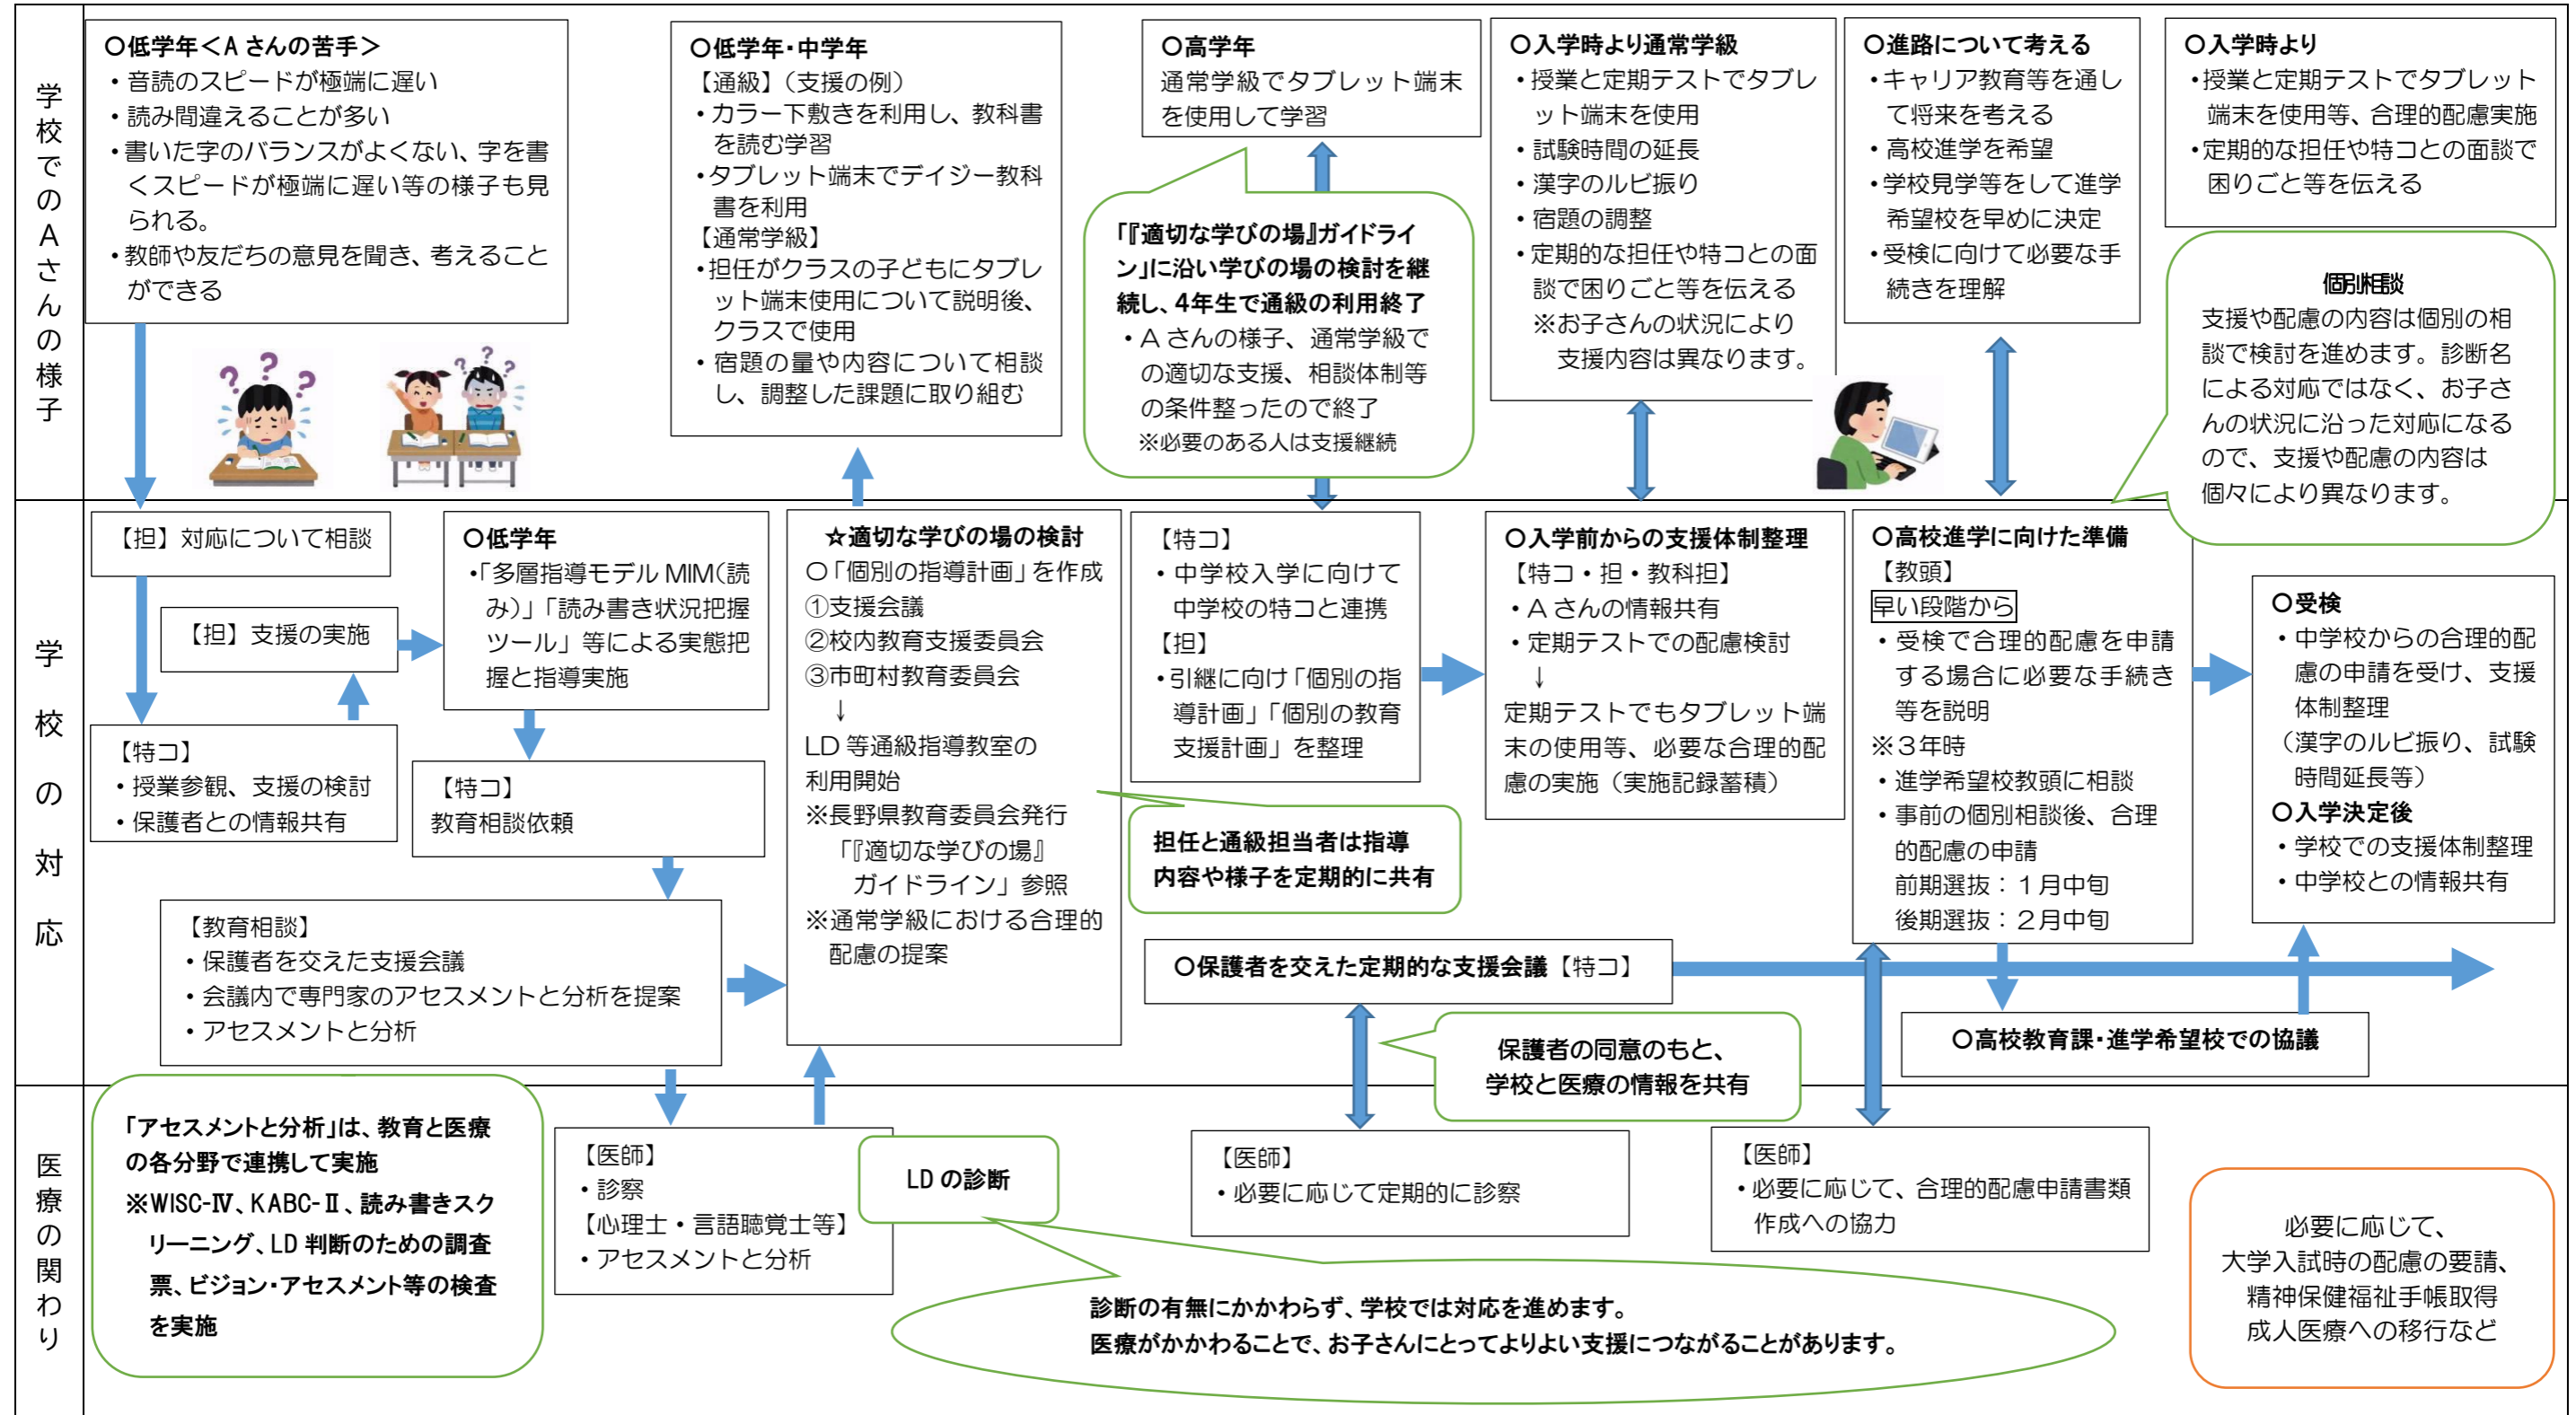 学校でのAさんの様子
〇低学年＜Aさんの苦手＞
・音読のスピードが極端に遅い
・読み間違えることが多い
・書いた字のバランスがよくない、字を書
くスピードが極端に遅い等の様子も見
られる。
・教師や友だちの意見を聞き、考えること
ができる
〇低学年・中学年
【通級】（支援の例）
・カラー下敷きを利用し、教科書
を読む学習
・タブレット端末でデイジー教科
書を利用
【通常学級】
・担任がクラスの子どもにタブレ
ット端末使用について説明後、
クラスで使用
・宿題の量や内容について相談
し、調整した課題に取り組む
〇高学年
通常学級でタブレット端末
を使用して学習
「『適切な学びの場』ガイドライ
ン」に沿い学びの場の検討を継
続し、4年生で通級の利用終了
・Aさんの様子、通常学級で
の適切な支援、相談体制等
の条件整ったので終了
※必要のある人は支援継続
〇入学時より通常学級
・授業と定期テストでタブレ
ット端末を使用
・試験時間の延長
・漢字のルビ振り
・宿題の調整
・定期的な担任や特コとの面
談で困りごと等を伝える
※お子さんの状況により
支援内容は異なります。
〇進路について考える
・キャリア教育等を通し
て将来を考える
・高校進学を希望
・学校見学等をして進学
希望校を早めに決定
・受検に向けて必要な手
続きを理解
〇入学時より
・授業と定期テストでタブレット
端末を使用等、合理的配慮実施
・定期的な担任や特コとの面談で
困りごと等を伝える
個別相談
支援や配慮の内容は個別の相
談で検討を進めます。診断名
による対応ではなく、お子さ
んの状況に沿った対応になる
ので、支援や配慮の内容は
個々により異なります。
学校の対応
【担】対応について相談
【担】支援の実施
【特コ】
・授業参観、支援の検討
・保護者との情報共有
〇低学年
・「多層指導モデルMIM（読
み）」「読み書き状況把握
ツール」等による実態把
握と指導実施
【特コ】
教育相談依頼
【教育相談】
・保護者を交えた支援会議
・会議内で専門家のアセスメントと分析を提案
・アセスメントと分析
☆適切な学びの場の検討
〇「個別の指導計画」を作成
①支援会議
②校内教育支援委員会
③市町村教育委員会
↓
LD等通級指導教室の
利用開始
※長野県教育委員会発行
「『適切な学びの場』
ガイドライン」参照
※通常学級における合理的
配慮の提案
【特コ】
・中学校入学に向けて
中学校の特コと連携
【担】
・引継に向け「個別の指
導計画」「個別の教育
支援計画」を整理
担任と通級担当者は指導
内容や様子を定期的に共有
〇入学前からの支援体制整理
【特コ・担・教科担】
・Aさんの情報共有
・定期テストでの配慮検討
↓
定期テストでもタブレット端
末の使用等、必要な合理的配
慮の実施（実施記録蓄積）
〇高校進学に向けた準備
【教頭】
早い段階から
・受検で合理的配慮を申請
する場合に必要な手続き
等を説明
※３年時
・進学希望校教頭に相談
・事前の個別相談後、合理
的配慮の申請
前期選抜：１月中旬
後期選抜：２月中旬
〇受検
・中学校からの合理的配
慮の申請を受け、支援
体制整理
（漢字のルビ振り、試験
時間延長等）
〇入学決定後
・学校での支援体制整理
・中学校との情報共有
〇保護者を交えた定期的な支援会議【特コ】
〇高校教育課・進学希望校での協議
保護者の同意のもと、
学校と医療の情報を共有
医療の関わり
「アセスメントと分析」は、教育と医療
の各分野で連携して実施
※WISC-Ⅳ、KABC-Ⅱ、読み書きスク
リーニング、LD判断のための調査
票、ビジョン・アセスメント等の検査
を実施
【医師】
・診察
【心理士・言語聴覚士等】
・アセスメントと分析
LDの診断
【医師】
・必要に応じて定期的に診察
【医師】
・必要に応じて、合理的配慮申請書類
作成への協力
診断の有無にかかわらず、学校では対応を進めます。
医療がかかわることで、お子さんにとってよりよい支援につながることがあります。
必要に応じて、
大学入試時の配慮の要請、
精神保健福祉手帳取得
成人医療への移行など